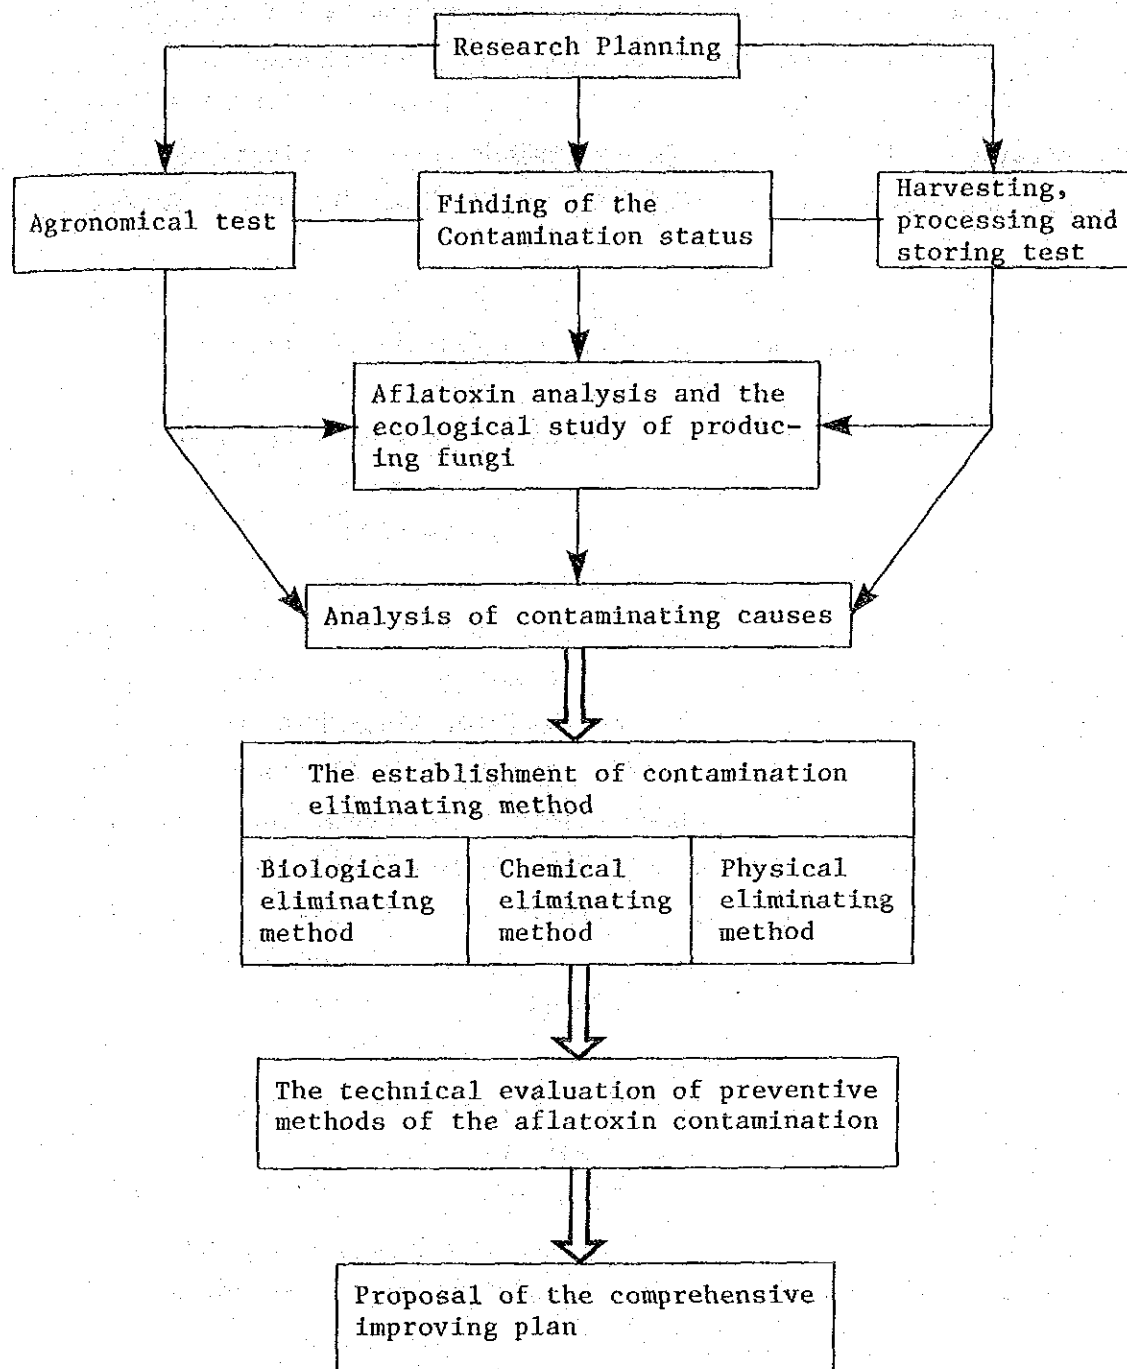 Research Planning
Agronomical test
Finding of the
Contamination status
Harvesting,
processing and
storing test
Aflatoxin analysis and the
ecological study of produc-
ing fungi
Analysis of contaminating causes
The establishment of contamination
eliminating method
Biological
eliminating
method
Chemical
eliminating
method
Physical
eliminating
method
The technical evaluation of preventive
methods of the aflatoxin contamination
Proposal of the comprehensive
improving plan